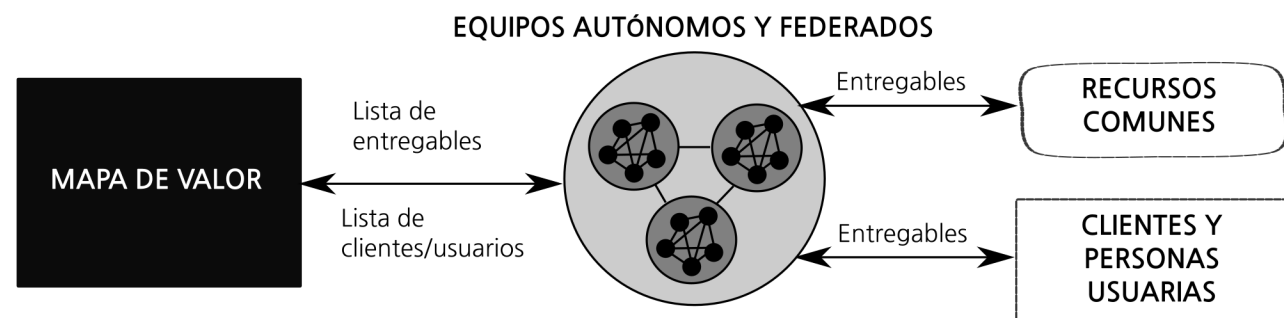 EQUIPOS AUTÓNOMOS Y FEDERADOS
MAPA DE VALOR
Lista de
entregables
Lista de
clientes/usuarios
Entregables
RECURSOS
COMUNES
Entregables
CLIENTES Y
PERSONAS
USUARIAS